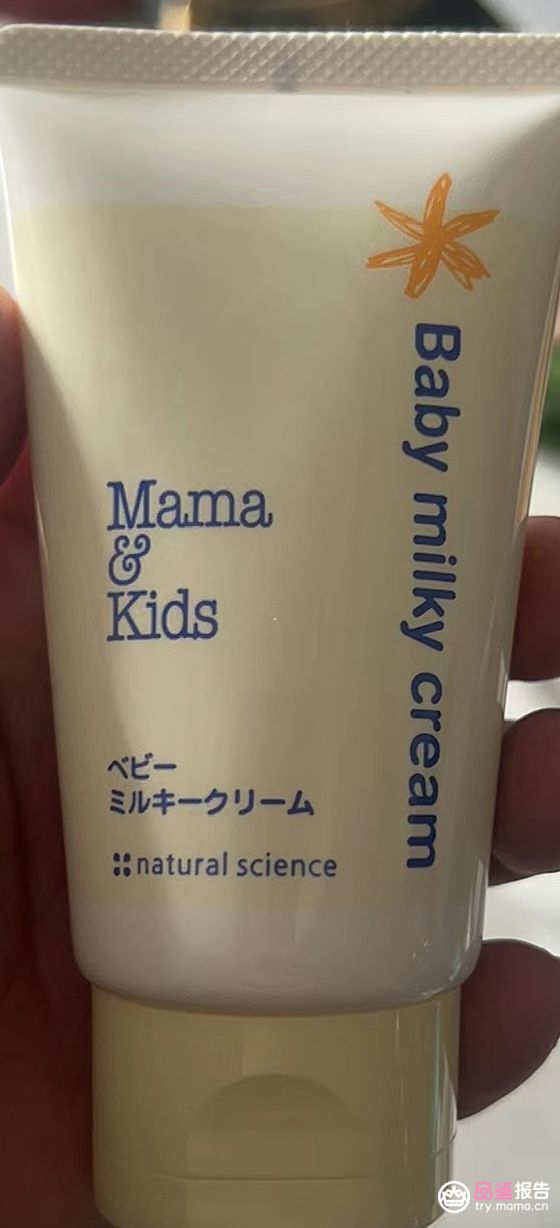 Baby milky cream
Mama
&
Kids
ベビー
ミルキークリーム
natural science
品鉴报告
try.mama.cn